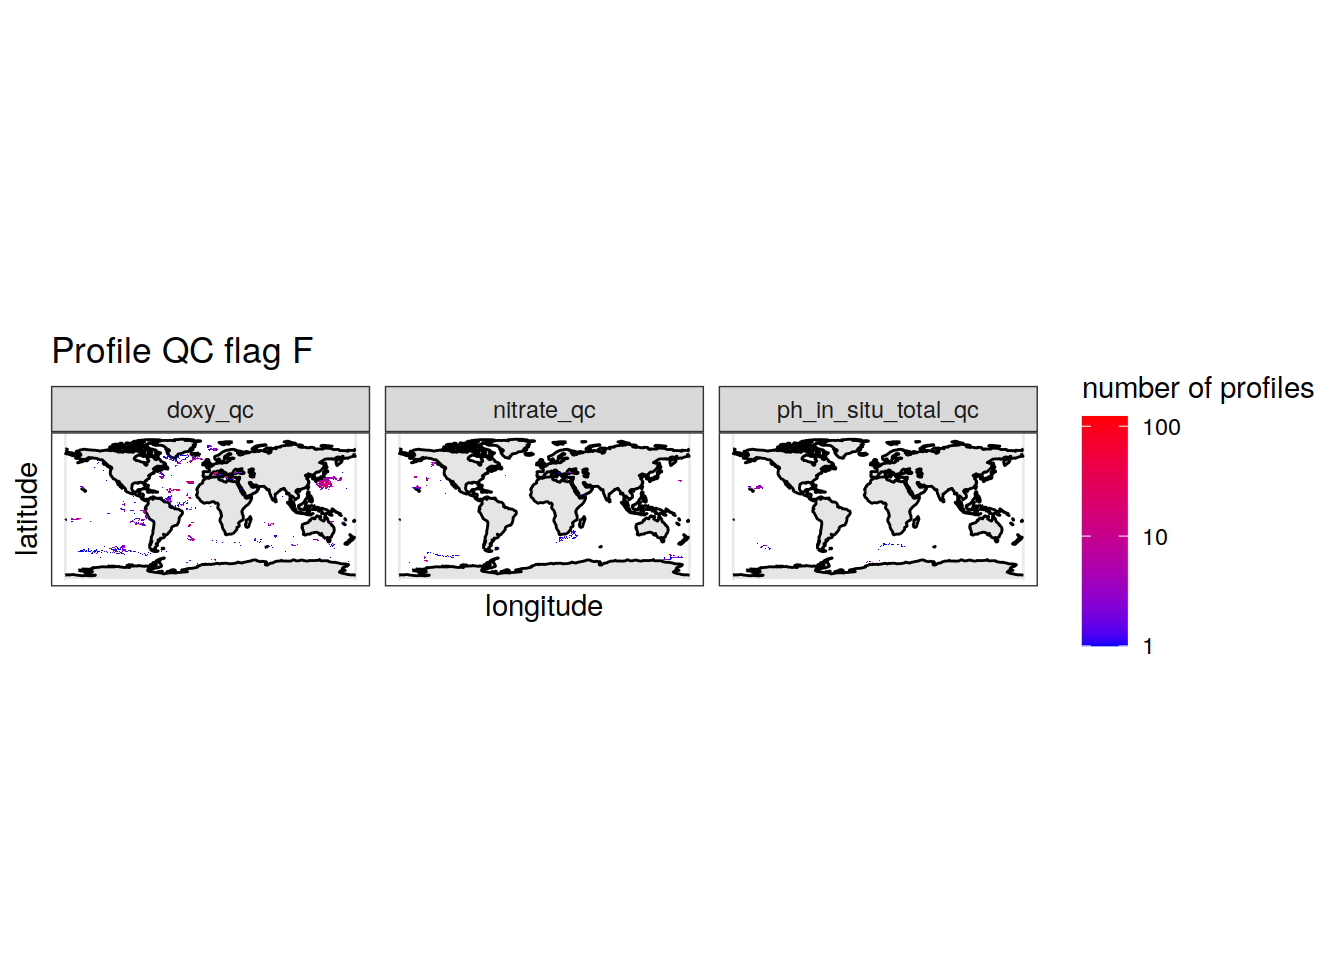 Profile QC flag F
doxy_qc
nitrate_qc
ph_in_situ_total_qc
latitude
longitude
number of profiles
100
10
1